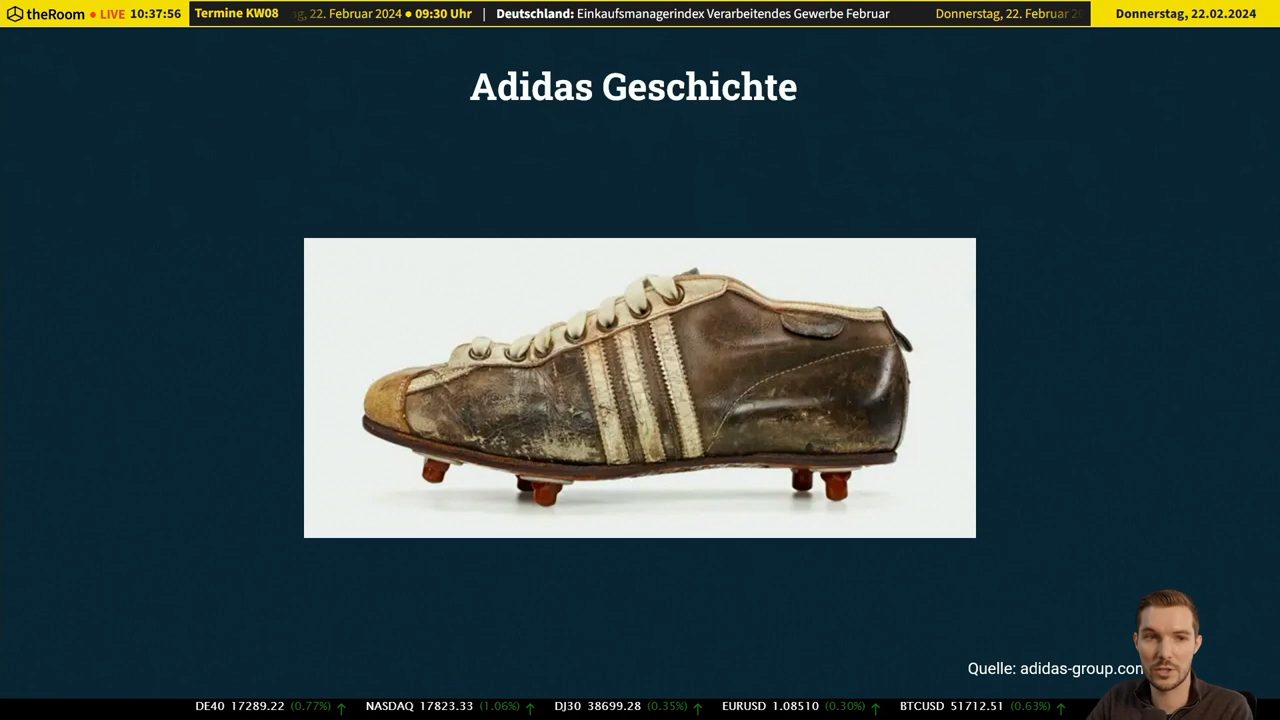 theRoom ● LIVE 10:37:56 Termine KW08 g, 22. Februar 2024 ● 09:30 Uhr | Deutschland: Einkaufsmanagerindex Verarbeitendes Gewerbe Februar Donnerstag, 22. Februar 20 Donnerstag, 22.02.2024
Adidas Geschichte
Quelle: adidas-group.com
DE40 17289.22 (0.77%) ↑ NASDAQ 17823.33 (1.06%) ↑ DJ30 38699.28 (0.35%) ↑ EURUSD 1.08510 (0.30%) ↑ BTCUSD 51712.51 (0.63%) ↑